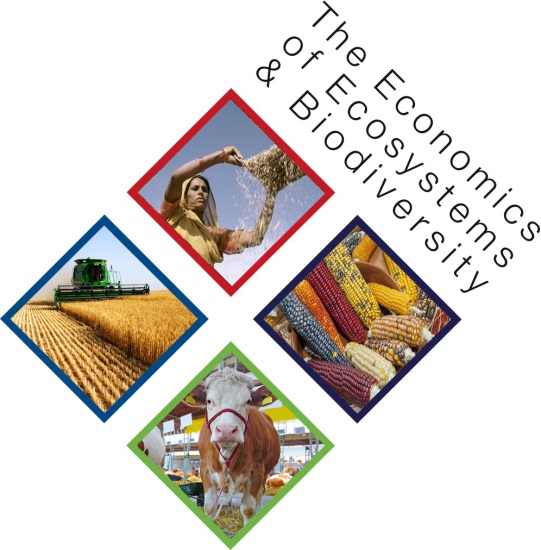 The Economics
of Ecosystems
& Biodiversity